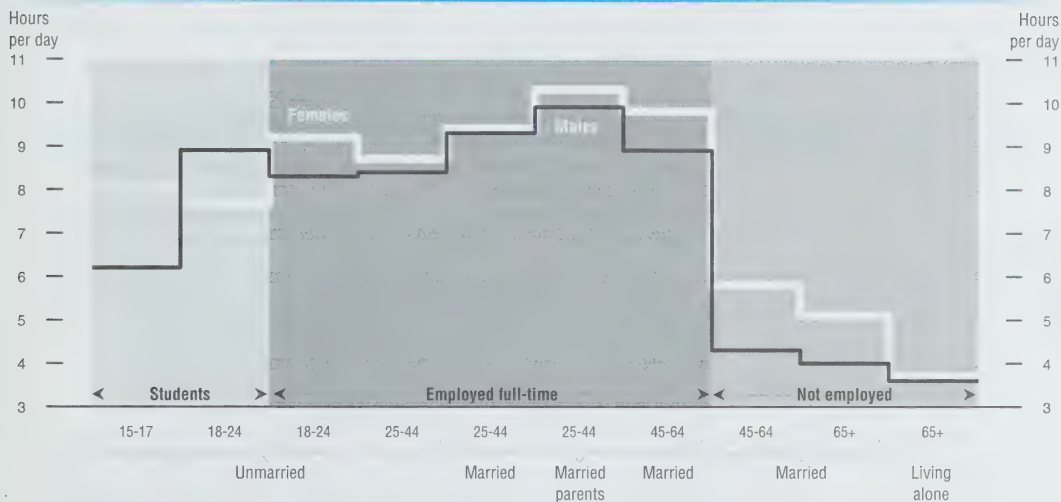 Hours
per day
Hours
per day
11 11
10 10
Females
Males
9 9
8 8
7 7
6 6
5 5
4 4
Students Employed full-time Not employed
3 3
15-17 18-24 18-24 25-44 25-44 25-44 45-64 45-64 65+ 65+
Unmarried Married Married Married Married Living
parents alone